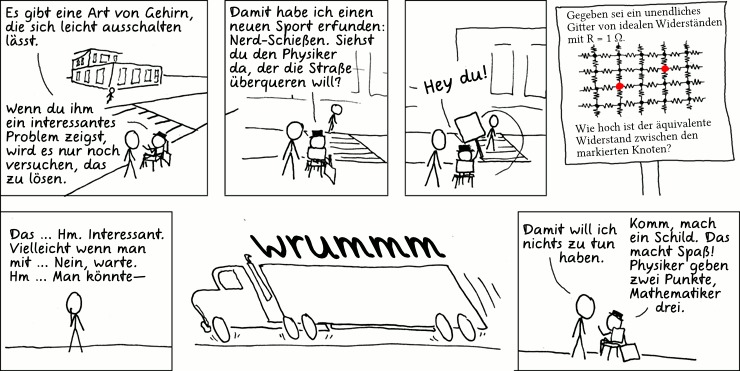 Es gibt eine Art von Gehirn,
die sich leicht ausschalten
lässt.
Wenn du ihm
ein interessantes
Problem zeigst,
wird es nur noch
versuchen, das
zu lösen.
Damit habe ich einen
neuen Sport erfunden:
Nerd-Schießen. Siehst
du den Physiker
da, der die Straße
überqueren will?
Hey du!
Gegeben sei ein unendliches
Gitter von idealen Widerständen
mit R = 1 Ω.
Wie hoch ist der äquivalente
Widerstand zwischen den
markierten Knoten?
Das ... Hm. Interessant.
Vielleicht wenn man
mit ... Nein, warte.
Hm ... Man könnte—
wrummm
Damit will ich
nichts zu tun
haben.
Komm, mach
ein Schild. Das
macht Spaß!
Physiker geben
zwei Punkte,
Mathematiker
drei.